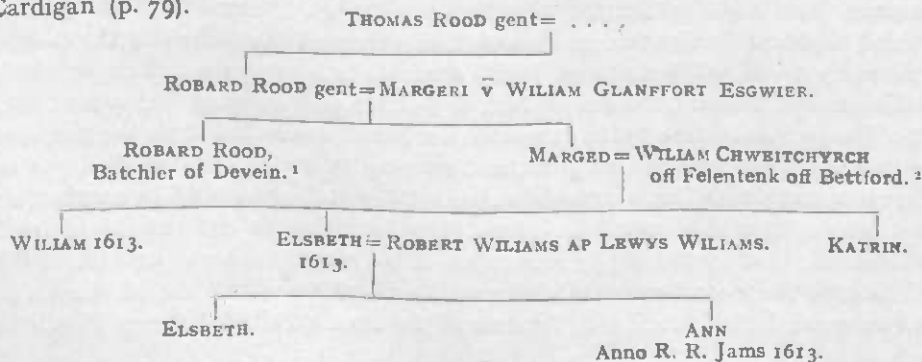 Cardigan (p. 79).
THOMAS ROOD gent= . . . .
ROBARD ROOD gent=MARGERI v̄ WILIAM GLANFFORT ESGWIER.
ROBARD ROOD,
Batchler of Devein.¹
MARGED=WILIAM CHWEITCHYRCH
off Felentenk off Bettford.²
WILIAM 1613.
ELSBETH=ROBERT WILIAMS AP LEWYS WILIAMS.
1613.
KATRIN.
ELSBETH.
ANN
Anno R. R. Jams 1613.